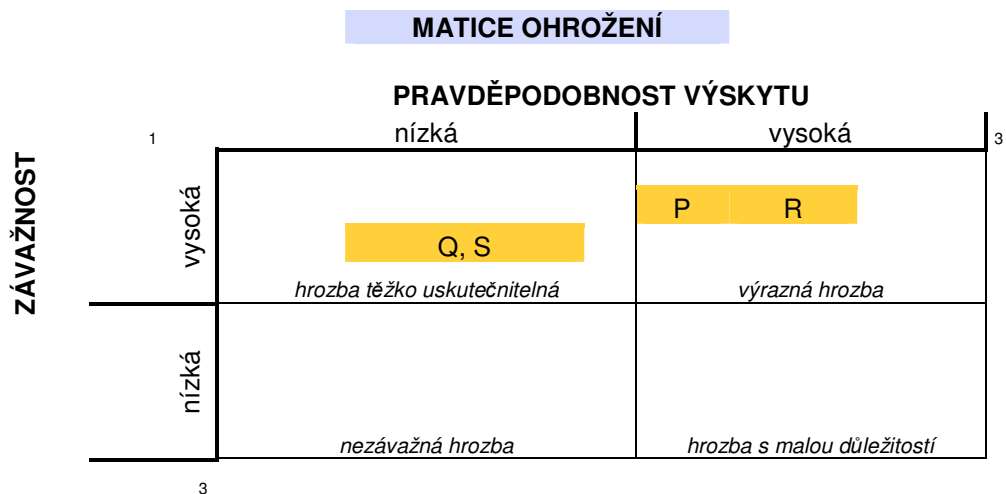 MATICE OHROŽENÍ
PRAVDĚPODOBNOST VÝSKYTU
1 nízká vysoká 3
ZÁVAŽNOST
vysoká
P R
Q, S
hrozba těžko uskutečnitelná výrazná hrozba
nízká
nezávažná hrozba hrozba s malou důležitostí
3